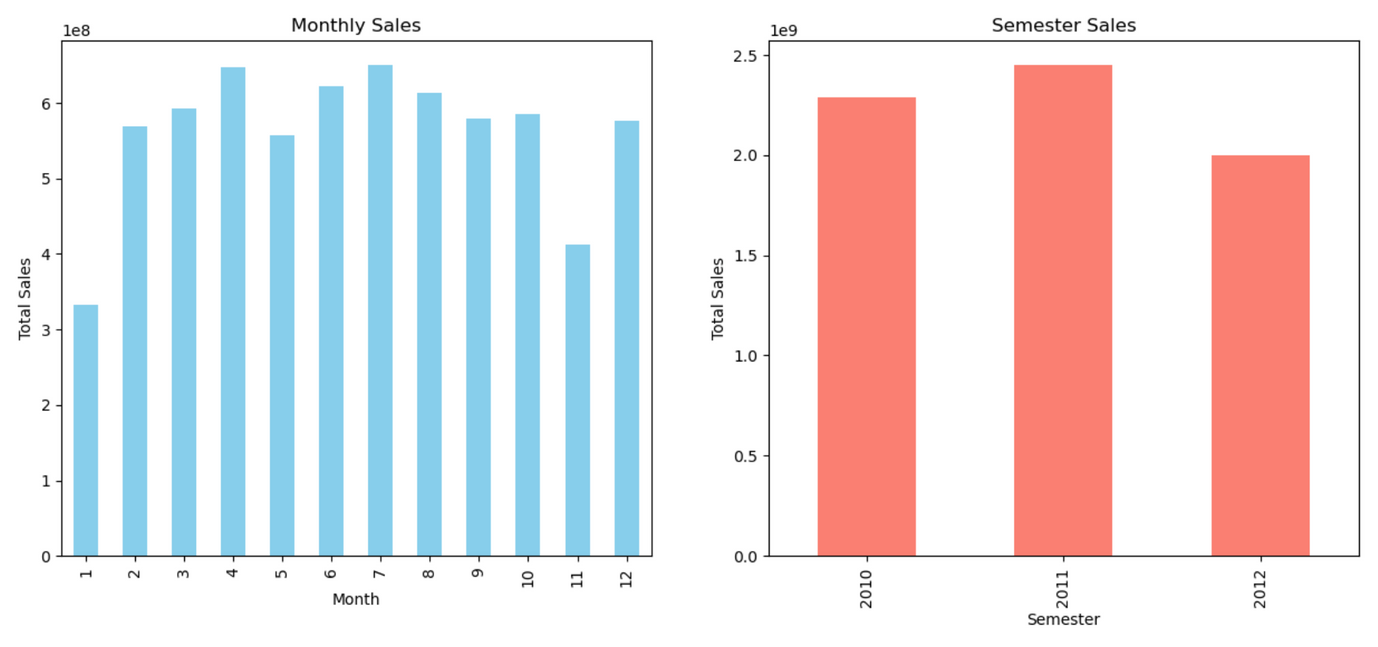 Monthly Sales
1e8
6
5
4
3
2
1
0
Total Sales
1 2 3 4 5 6 7 8 9 10 11 12
Month
Semester Sales
1e9
2.5
2.0
1.5
1.0
0.5
0.0
Total Sales
2010 2011 2012
Semester